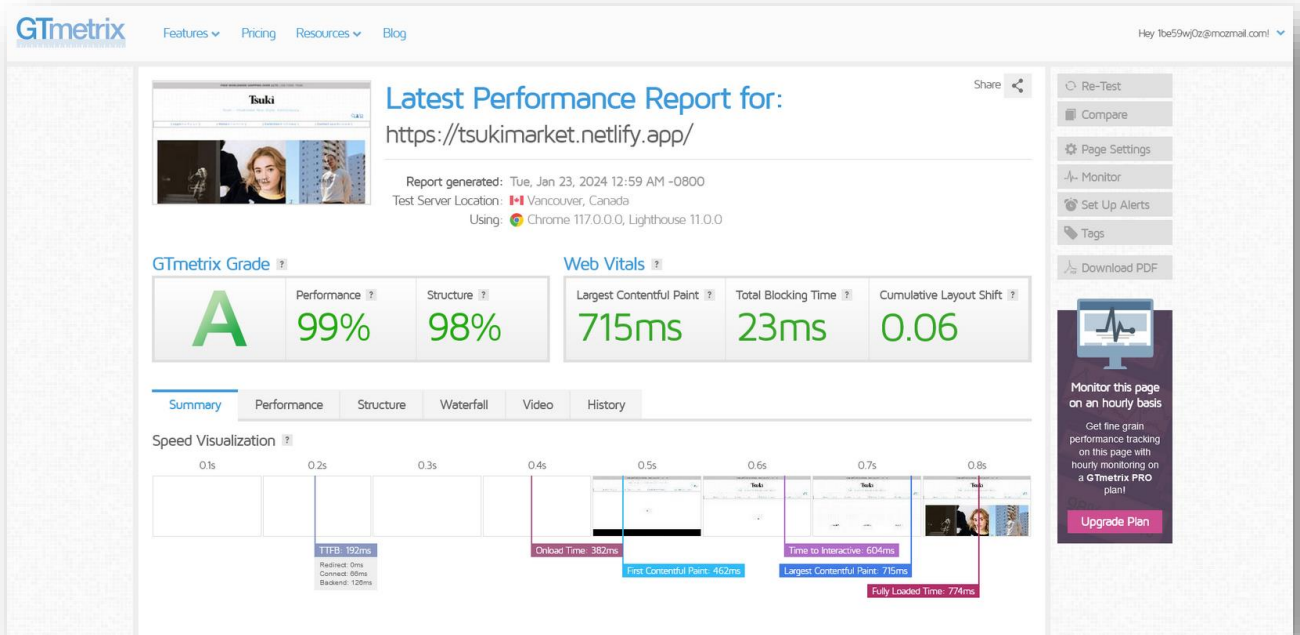 GTmetrix
Features
Pricing
Resources
Blog
Hey 1be59wj0z@mozmail.com!
Tsuki
Latest Performance Report for:
Share
https://tsukimarket.netlify.app/
Report generated: Tue, Jan 23, 2024 12:59 AM -0800
Test Server Location: Vancouver, Canada
Using: Chrome 117.0.0.0, Lighthouse 11.0.0
Re-Test
Compare
Page Settings
Monitor
Set Up Alerts
Tags
Download PDF
GTmetrix Grade ?
A
Performance ?
99%
Structure ?
98%
Web Vitals ?
Largest Contentful Paint ?
715ms
Total Blocking Time ?
23ms
Cumulative Layout Shift ?
0.06
Monitor this page
on an hourly basis
Get fine grain
performance tracking
on this page with
hourly monitoring on
a GTmetrix PRO
plan!
Upgrade Plan
Summary
Performance
Structure
Waterfall
Video
History
Speed Visualization ?
0.1s
0.2s
0.3s
0.4s
0.5s
0.6s
0.7s
0.8s
Tsuki
Tsuki
Tsuki
TTFB: 192ms
Redirect: 0ms
Connect: 66ms
Backend: 126ms
Onload Time: 382ms
First Contentful Paint: 462ms
Time to Interactive: 604ms
Largest Contentful Paint: 715ms
Fully Loaded Time: 774ms